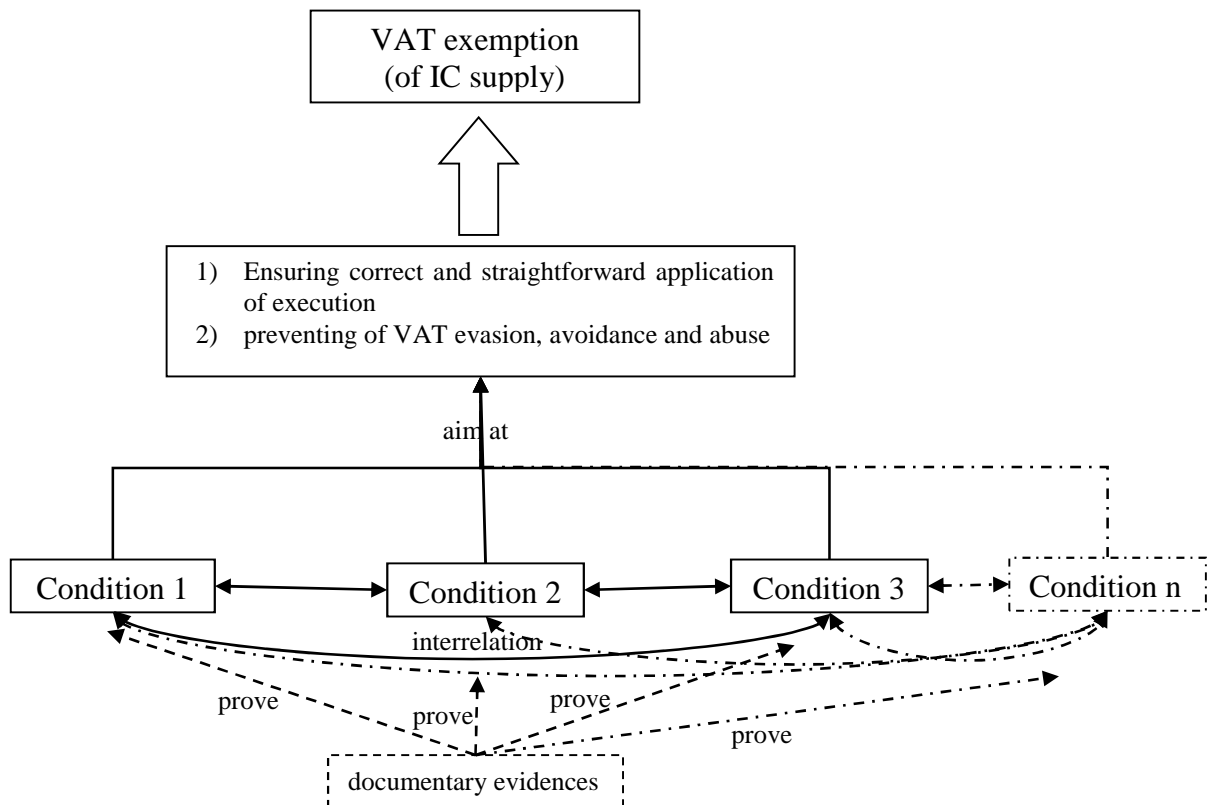 VAT exemption
(of IC supply)
1) Ensuring correct and straightforward application
of execution
2) preventing of VAT evasion, avoidance and abuse
aim at
Condition 1
Condition 2
Condition 3
Condition n
interrelation
prove
prove
prove
prove
documentary evidences